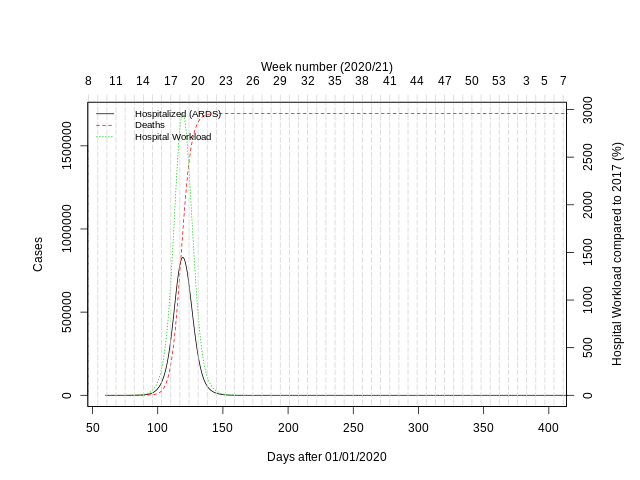 Week number (2020/21)
8 11 14 17 20 23 26 29 32 35 38 41 44 47 50 53 3 5 7
Hospitalized (ARDS)
Deaths
Hospital Workload
Cases
0 500000 1000000 1500000
Hospital Workload compared to 2017 (%)
0 500 1000 1500 2000 2500 3000
50 100 150 200 250 300 350 400
Days after 01/01/2020